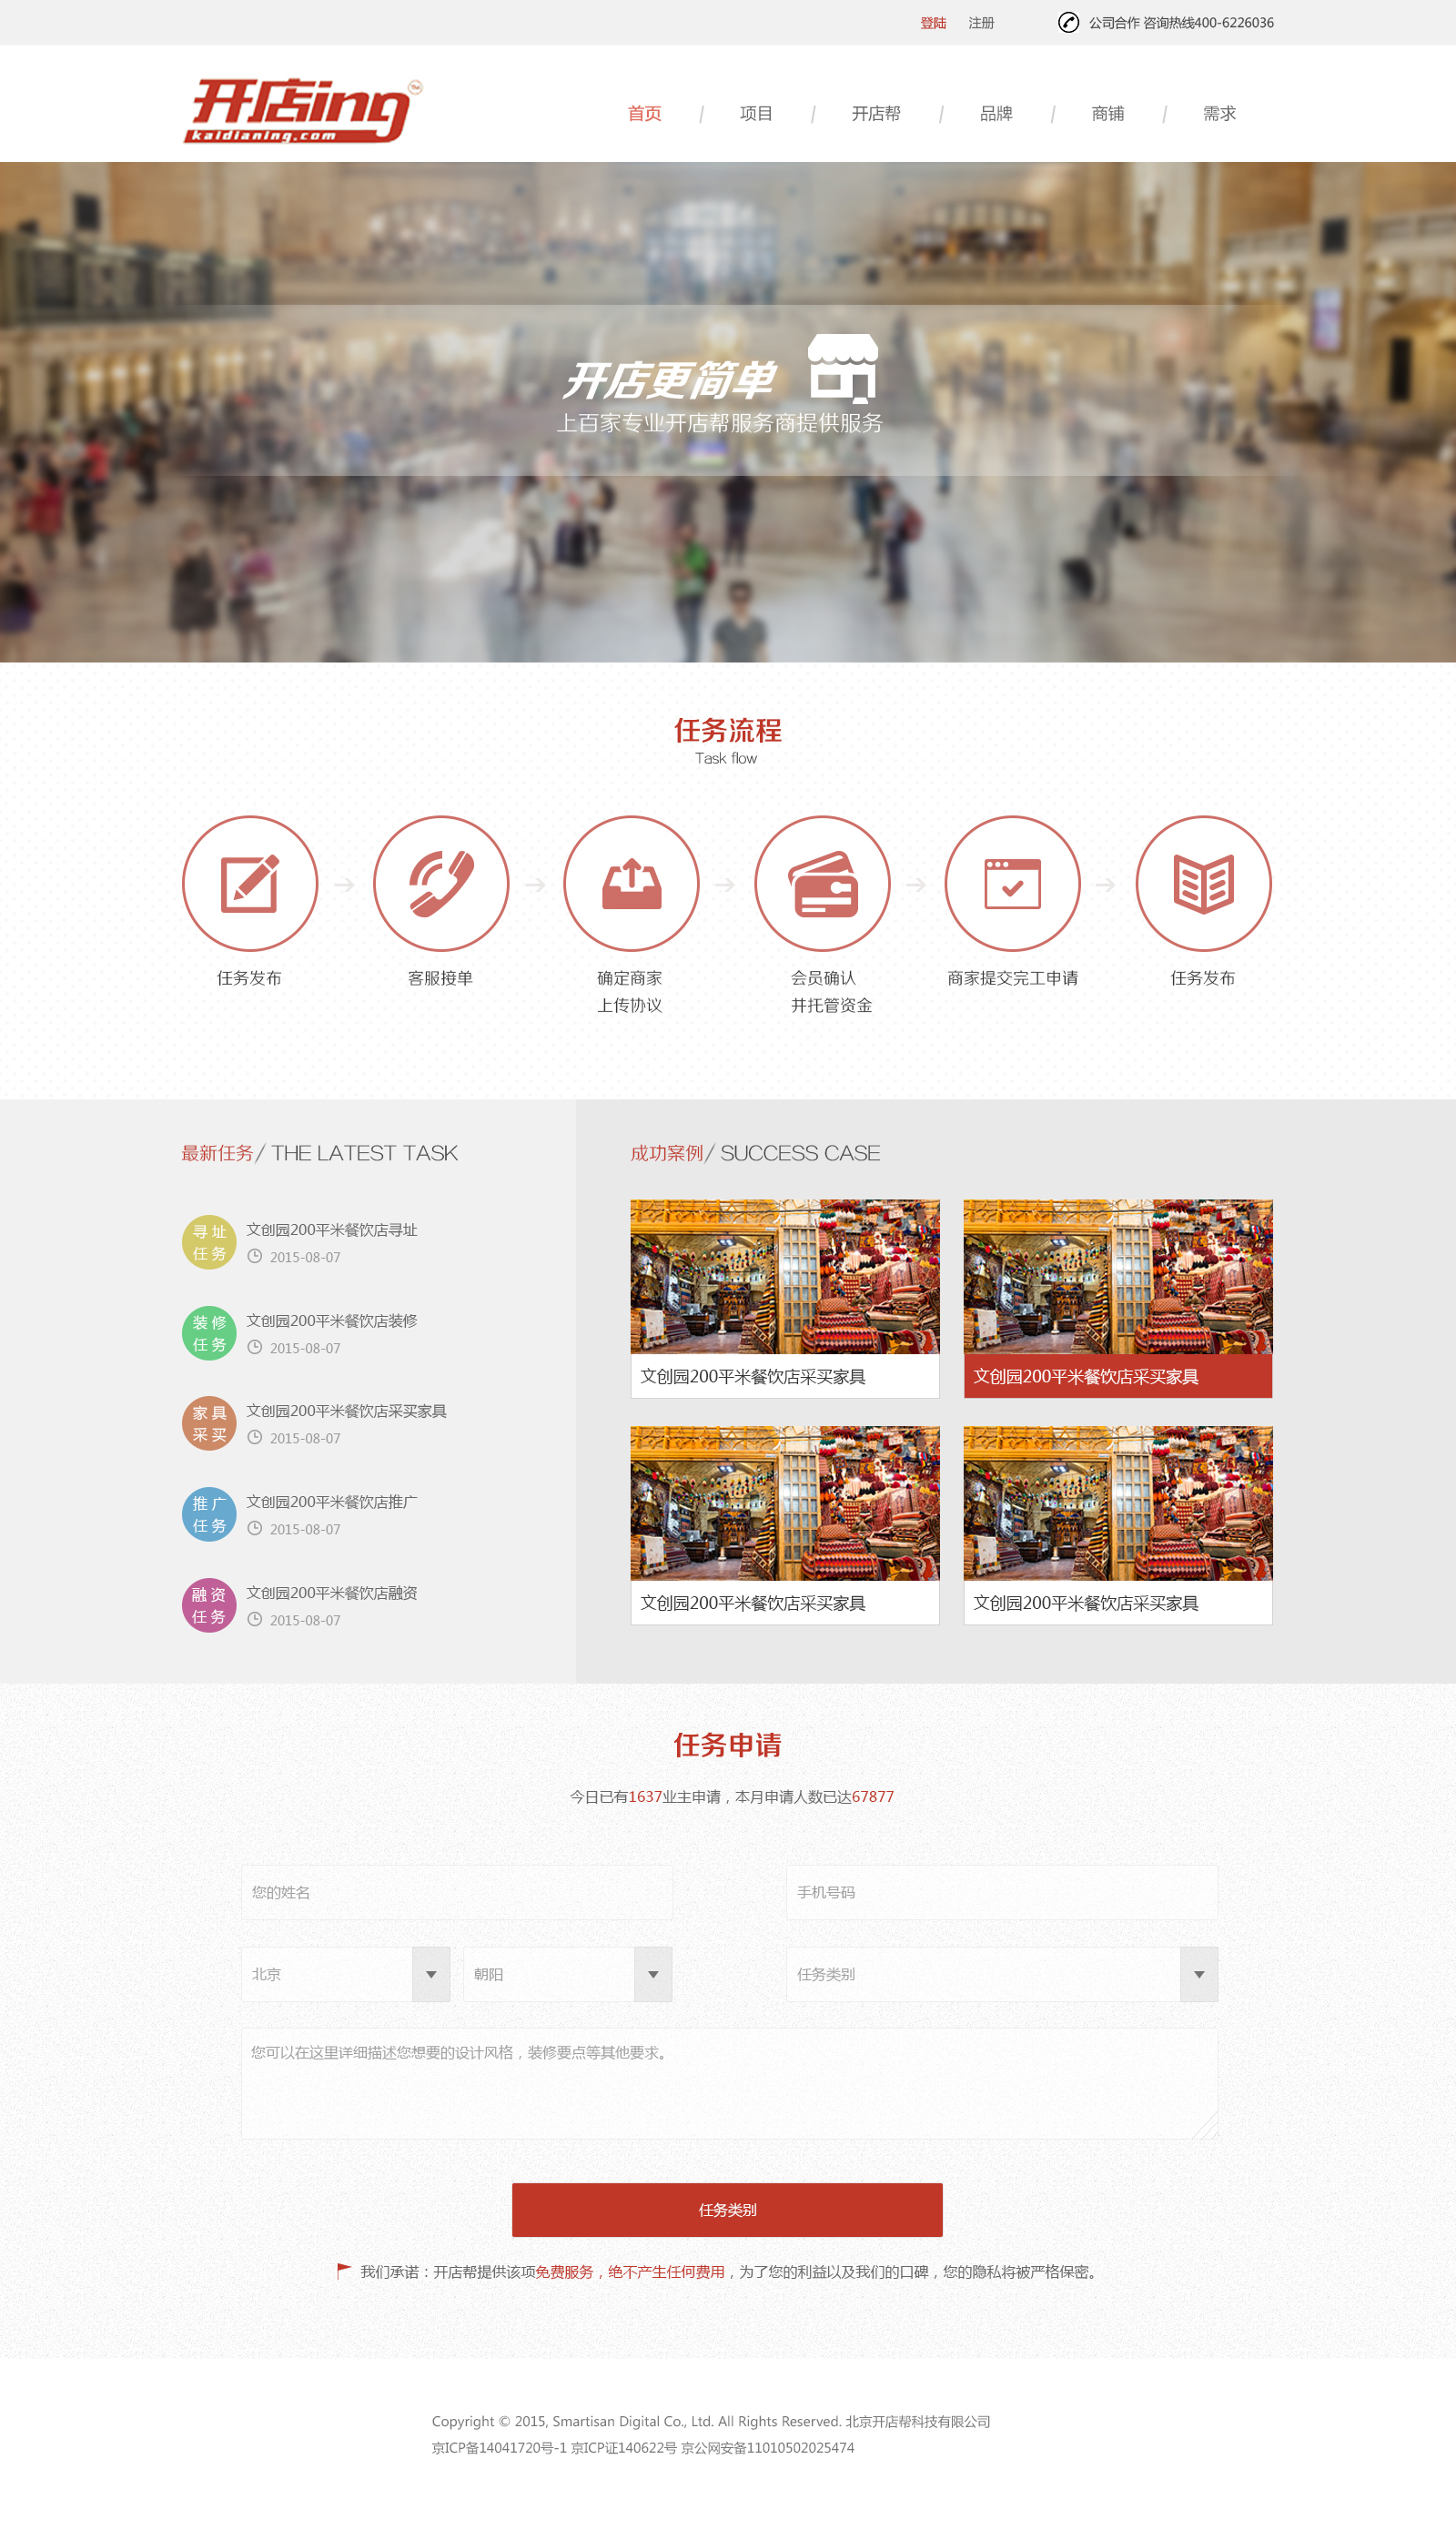 登陆 注册 公司合作 咨询热线400-6226036
开店ing
kaidianing.com
首页 / 项目 / 开店帮 / 品牌 / 商铺 / 需求
开店更简单
上百家专业开店帮服务商提供服务
任务流程
Task flow
任务发布
客服接单
确定商家
上传协议
会员确认
并托管资金
商家提交完工申请
任务发布
最新任务/ THE LATEST TASK
寻址
任务
文创园200平米餐饮店寻址
2015-08-07
装修
任务
文创园200平米餐饮店装修
2015-08-07
家具
采买
文创园200平米餐饮店采买家具
2015-08-07
推广
任务
文创园200平米餐饮店推广
2015-08-07
融资
任务
文创园200平米餐饮店融资
2015-08-07
成功案例/ SUCCESS CASE
文创园200平米餐饮店采买家具
文创园200平米餐饮店采买家具
文创园200平米餐饮店采买家具
文创园200平米餐饮店采买家具
任务申请
今日已有1637业主申请，本月申请人数已达67877
您的姓名
手机号码
北京
朝阳
任务类别
您可以在这里详细描述您想要的设计风格，装修要点等其他要求。
任务类别
我们承诺：开店帮提供该项免费服务，绝不产生任何费用，为了您的利益以及我们的口碑，您的隐私将被严格保密。
Copyright © 2015, Smartisan Digital Co., Ltd. All Rights Reserved. 北京开店帮科技有限公司
京ICP备14041720号-1 京ICP证140622号 京公网安备11010502025474